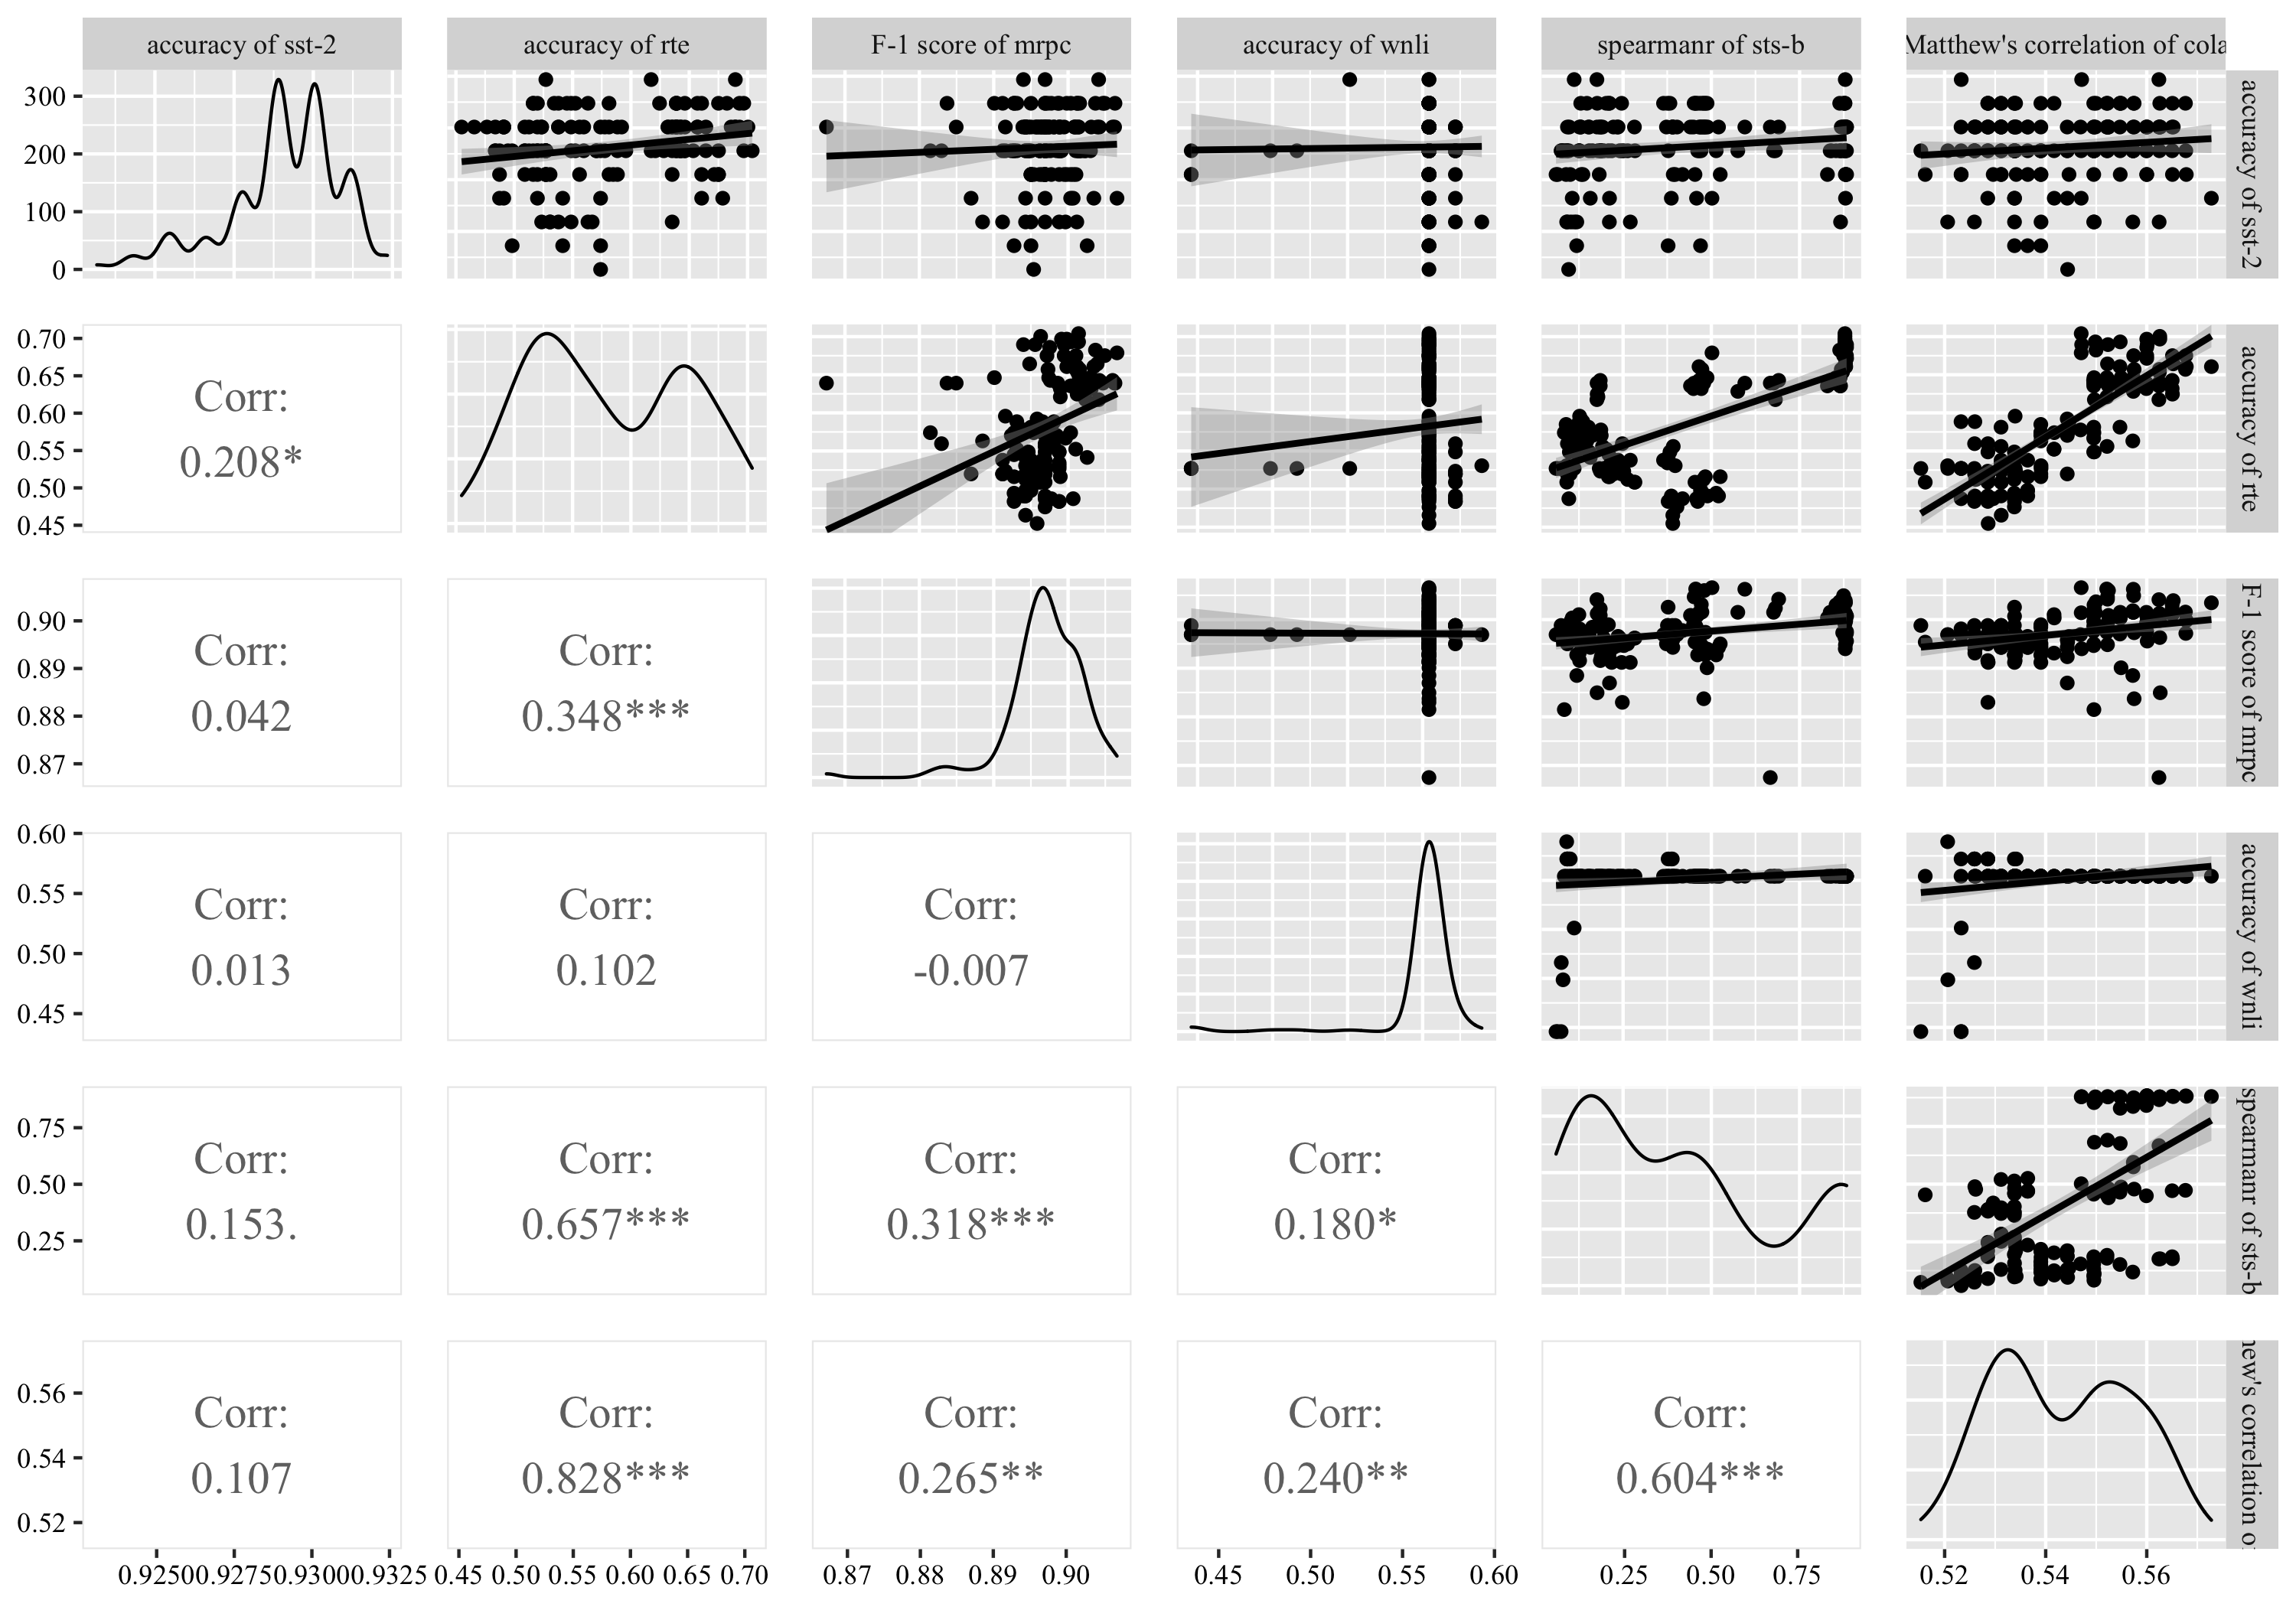 accuracy of sst-2
accuracy of rte
F-1 score of mrpc
accuracy of wnli
spearmanr of sts-b
Matthew's correlation of cola
300
200
100
0
accuracy of sst-2
0.70
0.65
0.60
0.55
0.50
0.45
Corr:
0.208*
accuracy of rte
0.90
0.89
0.88
0.87
Corr:
0.042
Corr:
0.348***
F-1 score of mrpc
0.60
0.55
0.50
0.45
Corr:
0.013
Corr:
0.102
Corr:
-0.007
accuracy of wnli
0.75
0.50
0.25
Corr:
0.153.
Corr:
0.657***
Corr:
0.318***
Corr:
0.180*
spearmanr of sts-b
0.56
0.54
0.52
Corr:
0.107
Corr:
0.828***
Corr:
0.265**
Corr:
0.240**
Corr:
0.604***
new's correlation o
0.9250 0.9275 0.9300 0.9325
0.45 0.50 0.55 0.60 0.65 0.70
0.87 0.88 0.89 0.90
0.45 0.50 0.55 0.60
0.25 0.50 0.75
0.52 0.54 0.56